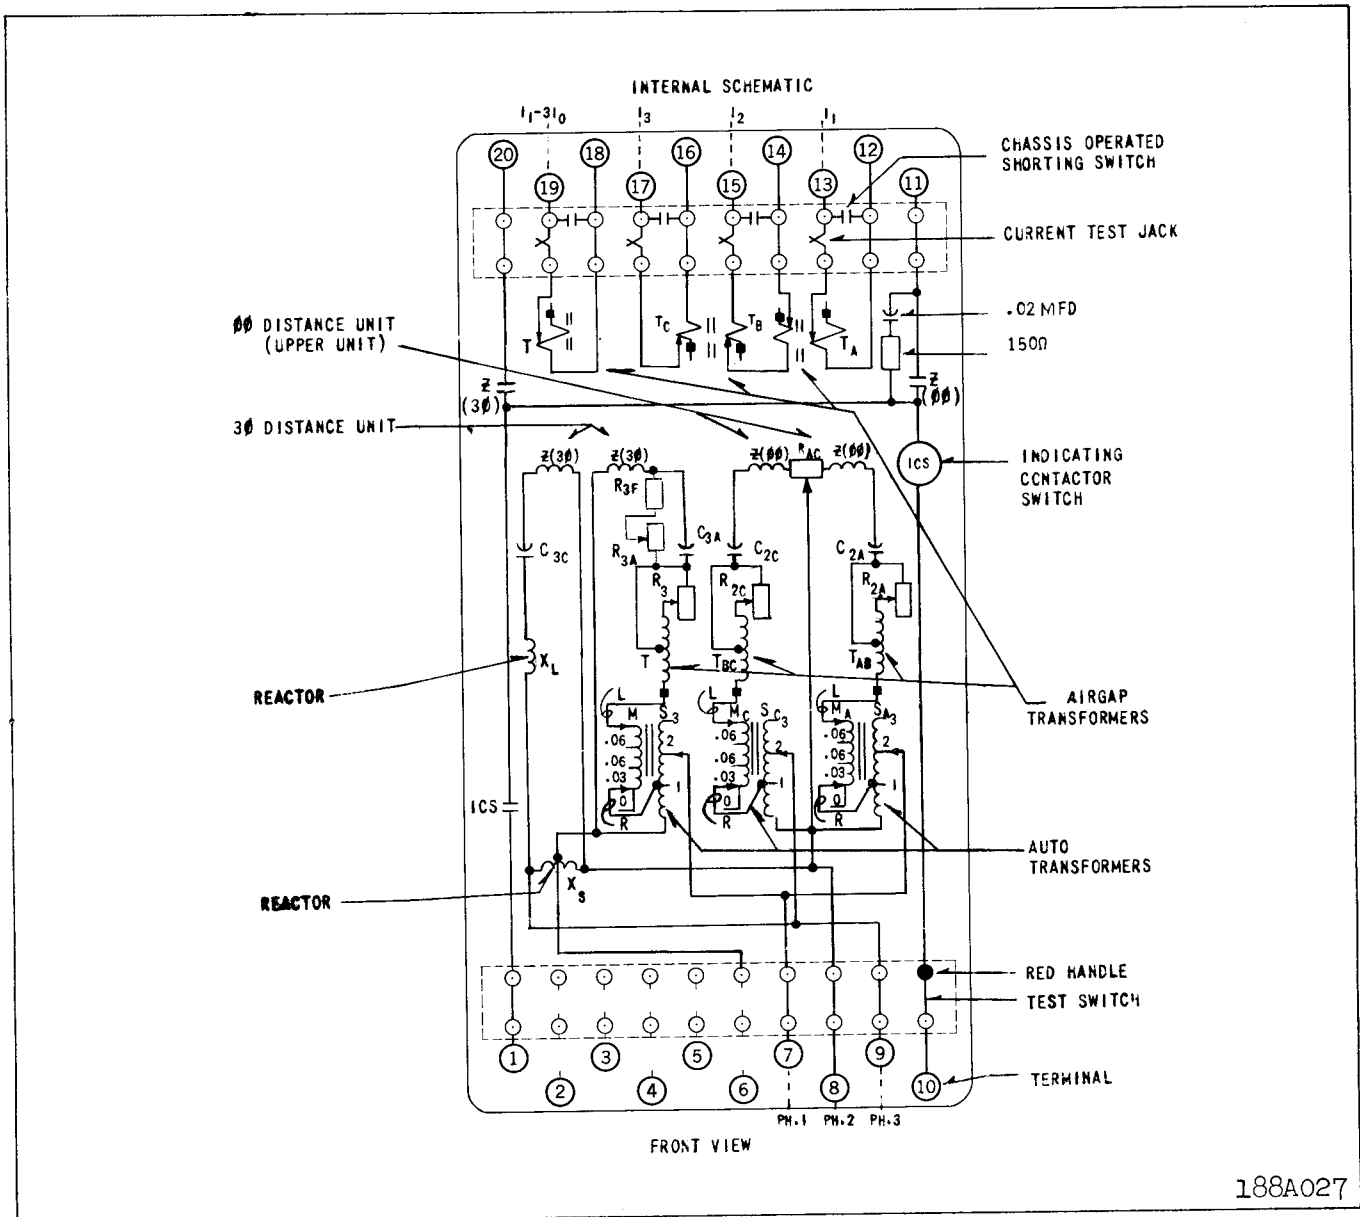 INTERNAL SCHEMATIC
I1-3I0 I3 I2 I1
20 18 16 14 12
19 17 15 13 11
CHASSIS OPERATED
SHORTING SWITCH
CURRENT TEST JACK
ØØ DISTANCE UNIT
(UPPER UNIT)
.02 MFD
150Ω
T TC TB TA
Z
(3Ø)
Z
(ØØ)
3Ø DISTANCE UNIT
Z(3Ø) Z(3Ø) Z(ØØ) RAC Z(ØØ)
ICS
INDICATING
CONTACTOR
SWITCH
R3F
C3C R3A C3A C2C C2A
R3 R2C R2A
XL T TBC TAB
REACTOR
AIRGAP
TRANSFORMERS
L L L
M S3 MC SC3 MA SA3
.06 2 .06 2 .06 2
.06 .06 .06
.03 1 .03 1 .03 1
0 0 0
R R R
ICS
AUTO
TRANSFORMERS
XS
REACTOR
RED HANDLE
TEST SWITCH
1 3 5 7 9
2 4 6 8 10
TERMINAL
PH.1 PH.2 PH.3
FRONT VIEW
188A027